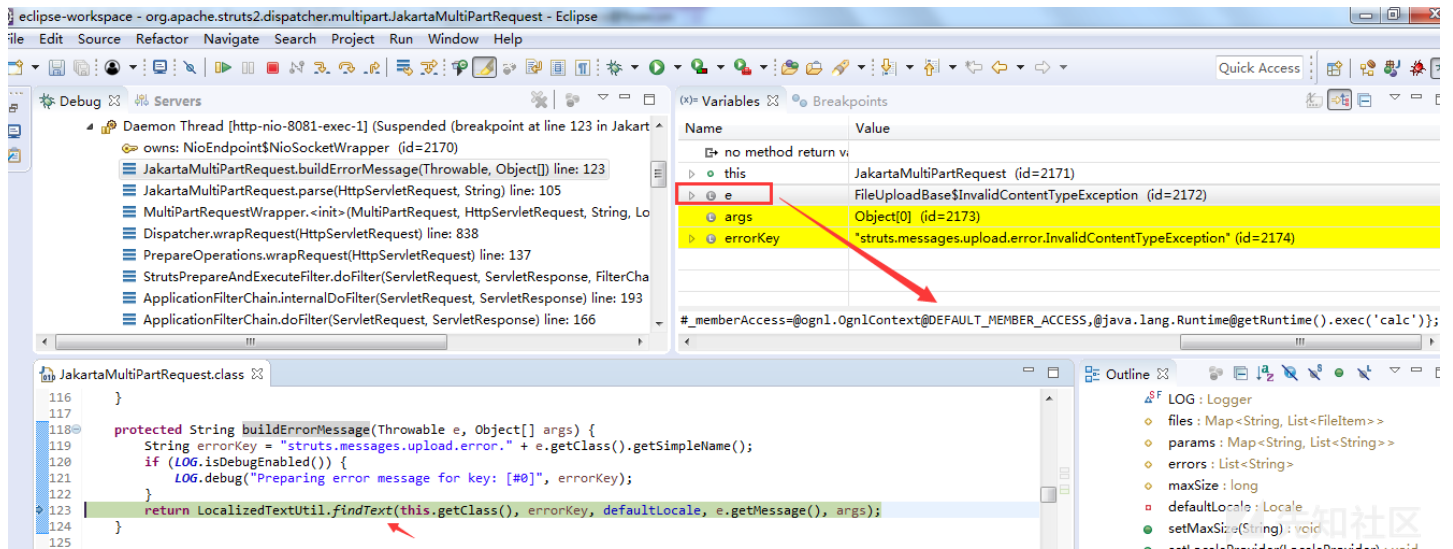 eclipse-workspace - org.apache.struts2.dispatcher.multipart.JakartaMultiPartRequest - Eclipse
File Edit Source Refactor Navigate Search Project Run Window Help
Quick Access
Debug Servers
Daemon Thread [http-nio-8081-exec-1] (Suspended (breakpoint at line 123 in Jakart
owns: NioEndpoint$NioSocketWrapper (id=2170)
JakartaMultiPartRequest.buildErrorMessage(Throwable, Object[]) line: 123
JakartaMultiPartRequest.parse(HttpServletRequest, String) line: 105
MultiPartRequestWrapper.<init>(MultiPartRequest, HttpServletRequest, String, Lo
Dispatcher.wrapRequest(HttpServletRequest) line: 838
PrepareOperations.wrapRequest(HttpServletRequest) line: 137
StrutsPrepareAndExecuteFilter.doFilter(ServletRequest, ServletResponse, FilterCha
ApplicationFilterChain.internalDoFilter(ServletRequest, ServletResponse) line: 193
ApplicationFilterChain.doFilter(ServletRequest, ServletResponse) line: 166
(x)= Variables Breakpoints
Name Value
no method return va
this JakartaMultiPartRequest (id=2171)
e FileUploadBase$InvalidContentTypeException (id=2172)
args Object[0] (id=2173)
errorKey "struts.messages.upload.error.InvalidContentTypeException" (id=2174)
#_memberAccess=@ognl.OgnlContext@DEFAULT_MEMBER_ACCESS,@java.lang.Runtime@getRuntime().exec('calc')};
JakartaMultiPartRequest.class
116 }
117
118 protected String buildErrorMessage(Throwable e, Object[] args) {
119 String errorKey = "struts.messages.upload.error." + e.getClass().getSimpleName();
120 if (LOG.isDebugEnabled()) {
121 LOG.debug("Preparing error message for key: [#0]", errorKey);
122 }
123 return LocalizedTextUtil.findText(this.getClass(), errorKey, defaultLocale, e.getMessage(), args);
124 }
125
Outline
LOG : Logger
files : Map<String, List<FileItem>>
params : Map<String, List<String>>
errors : List<String>
maxSize : long
defaultLocale : Locale
setMaxSize(String) : void
先知社区